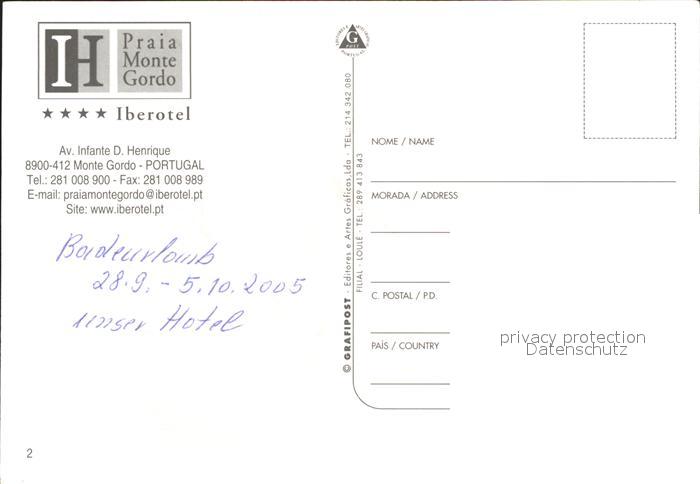 IH
Praia
Monte
Gordo
★★★★ Iberotel
Av. Infante D. Henrique
8900-412 Monte Gordo - PORTUGAL
Tel.: 281 008 900 - Fax: 281 008 989
E-mail: praiamontegordo@iberotel.pt
Site: www.iberotel.pt
Badeurlaub
28.9. - 5.10.2005
unser Hotel
2
G
© GRAFIPOST - Editores e Artes Gráficas, Lda - TEL.: 214 342 080
FILIAL - LOULÉ - TEL.: 289 413 843
NOME / NAME
MORADA / ADDRESS
C. POSTAL / P.D.
PAÍS / COUNTRY
privacy protection
Datenschutz